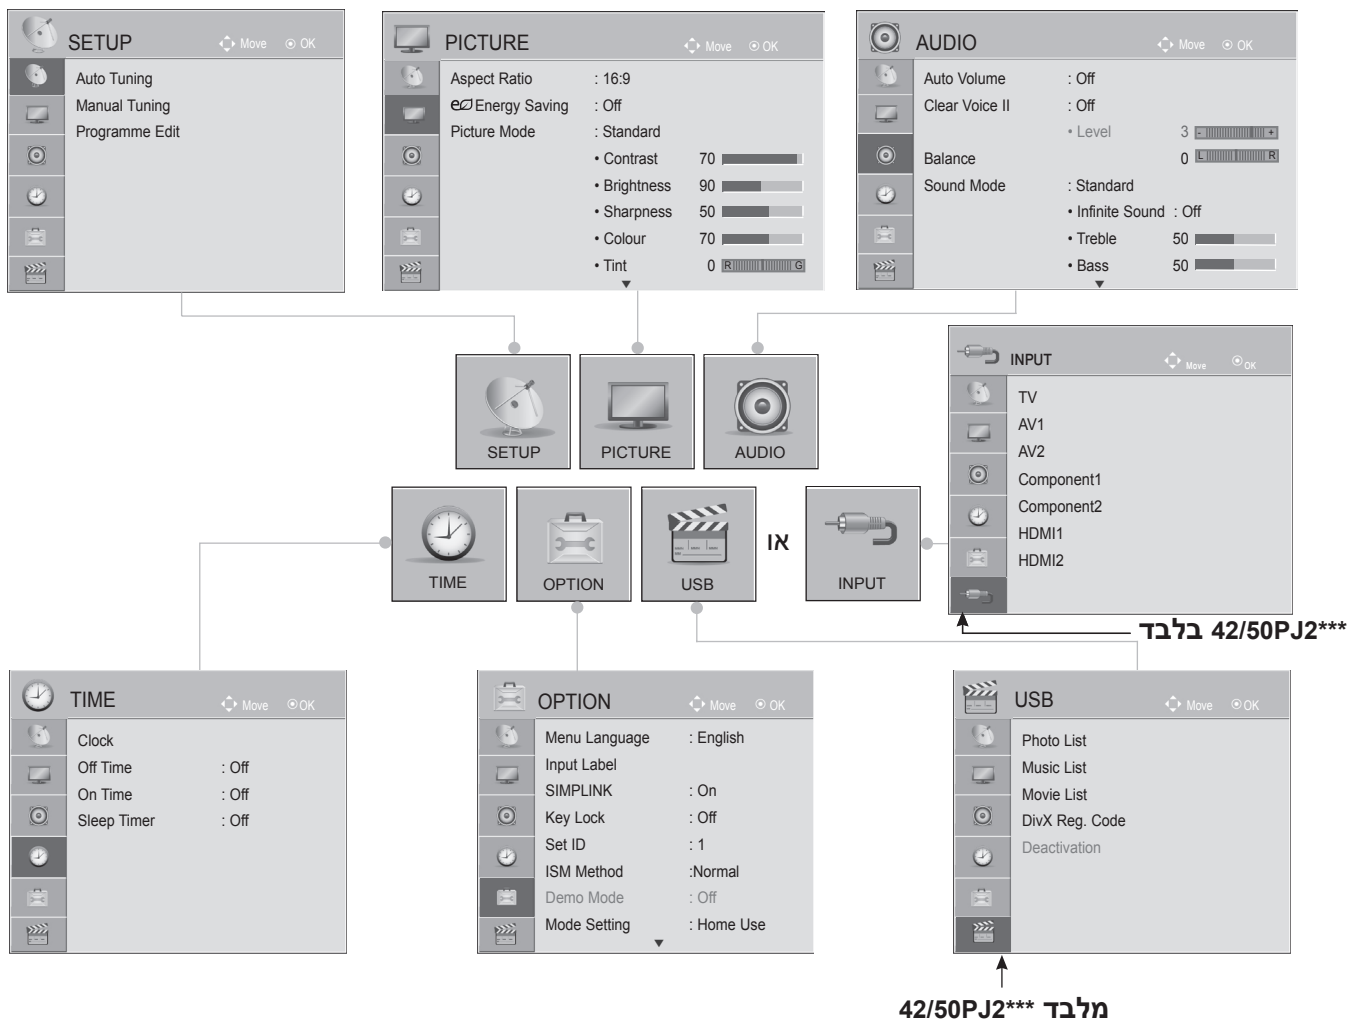 SETUP Move OK
Auto Tuning
Manual Tuning
Programme Edit
PICTURE Move OK
Aspect Ratio : 16:9
e Energy Saving : Off
Picture Mode : Standard
• Contrast 70
• Brightness 90
• Sharpness 50
• Colour 70
• Tint 0 R G
AUDIO Move OK
Auto Volume : Off
Clear Voice II : Off
• Level 3 - +
Balance 0 L R
Sound Mode : Standard
• Infinite Sound : Off
• Treble 50
• Bass 50
SETUP
PICTURE
AUDIO
TIME
OPTION
USB
או
INPUT
INPUT Move OK
TV
AV1
AV2
Component1
Component2
HDMI1
HDMI2
42/50PJ2*** בלבד
TIME Move OK
Clock
Off Time : Off
On Time : Off
Sleep Timer : Off
OPTION Move OK
Menu Language : English
Input Label
SIMPLINK : On
Key Lock : Off
Set ID : 1
ISM Method :Normal
Demo Mode : Off
Mode Setting : Home Use
USB Move OK
Photo List
Music List
Movie List
DivX Reg. Code
Deactivation
מלבד 42/50PJ2***